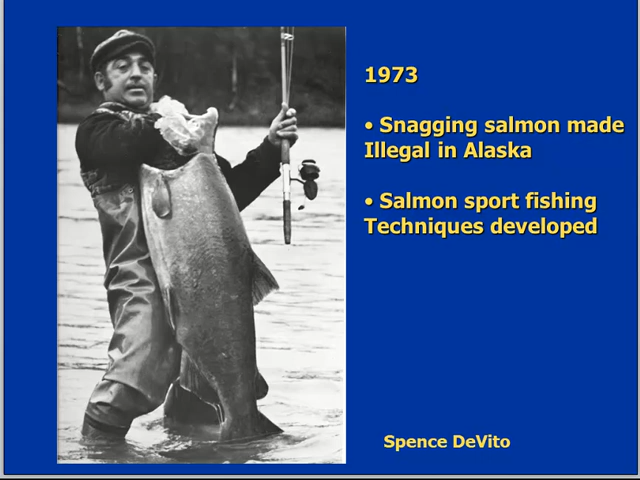 1973
• Snagging salmon made
Illegal in Alaska
• Salmon sport fishing
Techniques developed
Spence DeVito